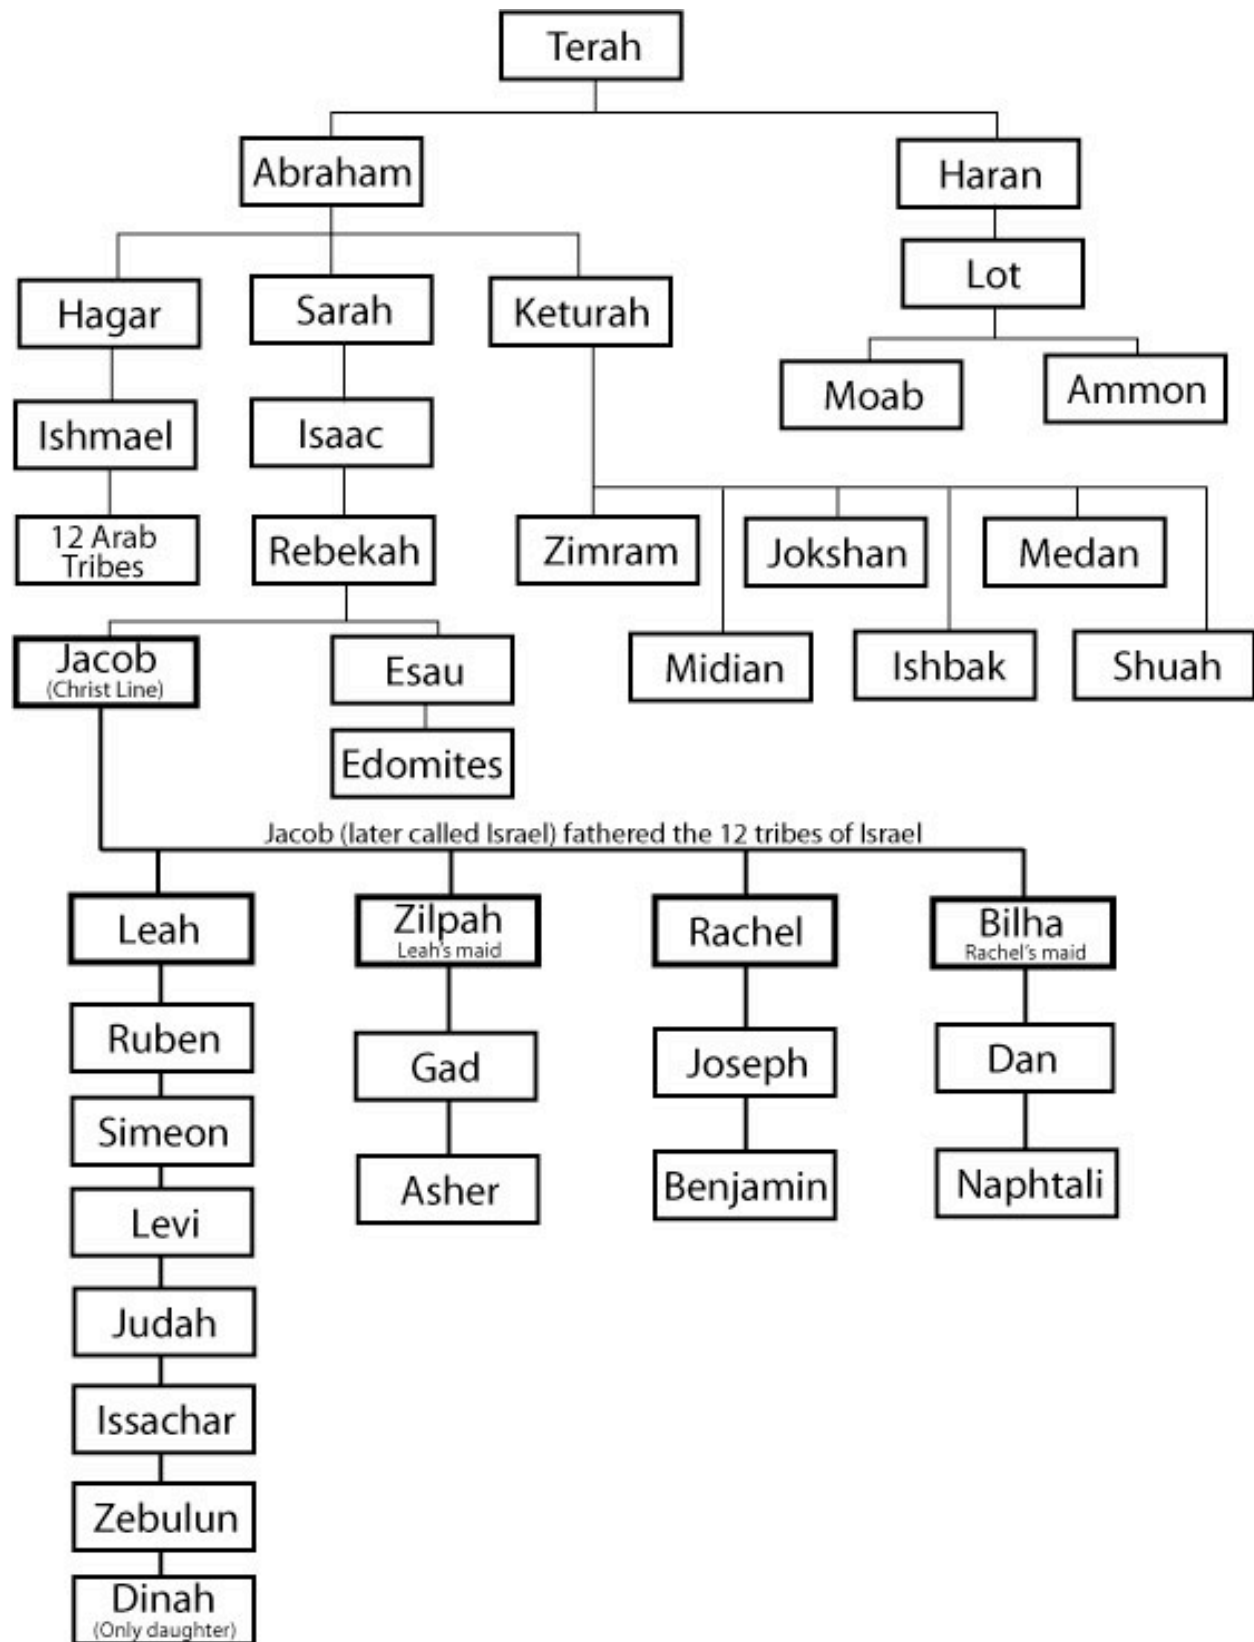 Terah
Abraham
Haran
Hagar
Sarah
Keturah
Lot
Moab
Ammon
Ishmael
Isaac
12 Arab
Tribes
Rebekah
Zimram
Jokshan
Medan
Jacob
(Christ Line)
Esau
Midian
Ishbak
Shuah
Edomites
Jacob (later called Israel) fathered the 12 tribes of Israel
Leah
Zilpah
Leah's maid
Rachel
Bilha
Rachel's maid
Ruben
Gad
Joseph
Dan
Simeon
Asher
Benjamin
Naphtali
Levi
Judah
Issachar
Zebulun
Dinah
(Only daughter)